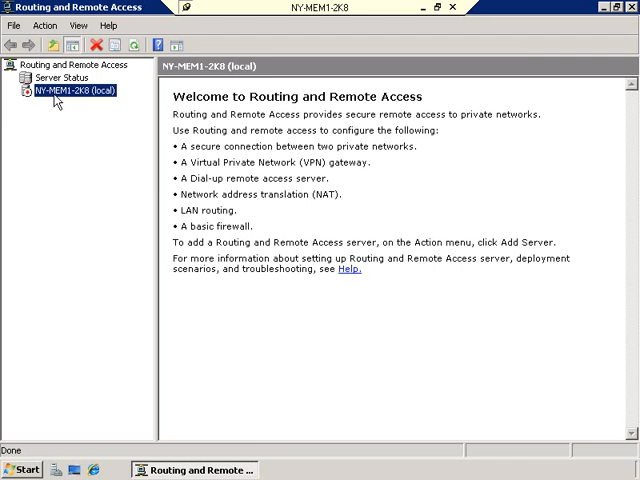 Routing and Remote Access
NY-MEM1-2K8
File Action View Help
Routing and Remote Access
Server Status
NY-MEM1-2K8 (local)
NY-MEM1-2K8 (local)
Welcome to Routing and Remote Access
Routing and Remote Access provides secure remote access to private networks.
Use Routing and remote access to configure the following:
• A secure connection between two private networks.
• A Virtual Private Network (VPN) gateway.
• A Dial-up remote access server.
• Network address translation (NAT).
• LAN routing.
• A basic firewall.
To add a Routing and Remote Access server, on the Action menu, click Add Server.
For more information about setting up Routing and Remote Access server, deployment
scenarios, and troubleshooting, see Help.
Done
Start
Routing and Remote ...